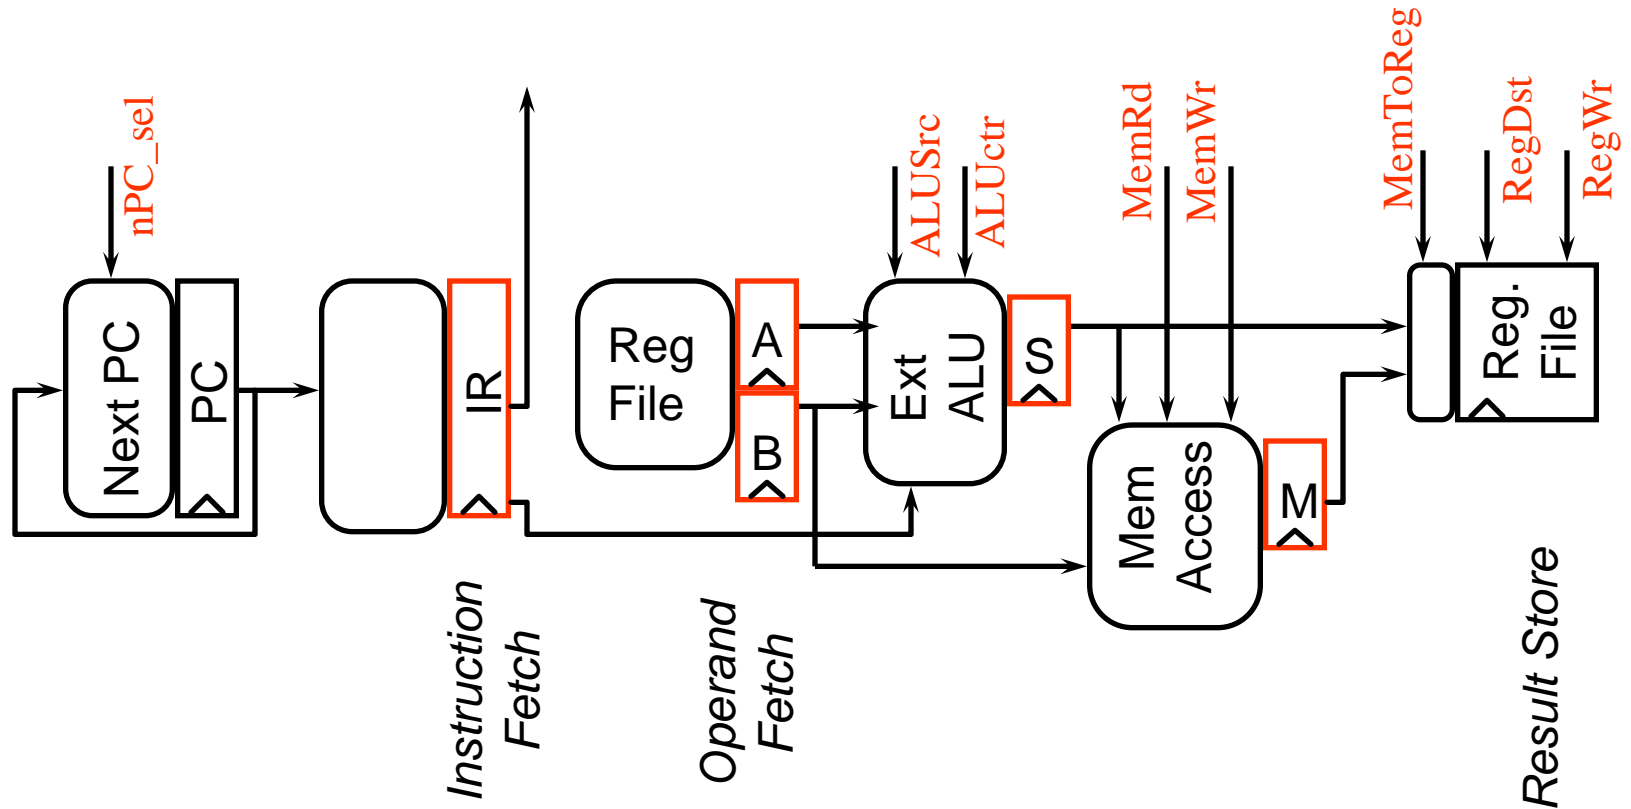 nPC_sel
Next PC
PC
IR
Reg
File
A
B
ALUSrc
ALUctr
Ext
ALU
S
MemRd
MemWr
Mem
Access
M
MemToReg
RegDst
RegWr
Reg.
File
Instruction
Fetch
Operand
Fetch
Result Store